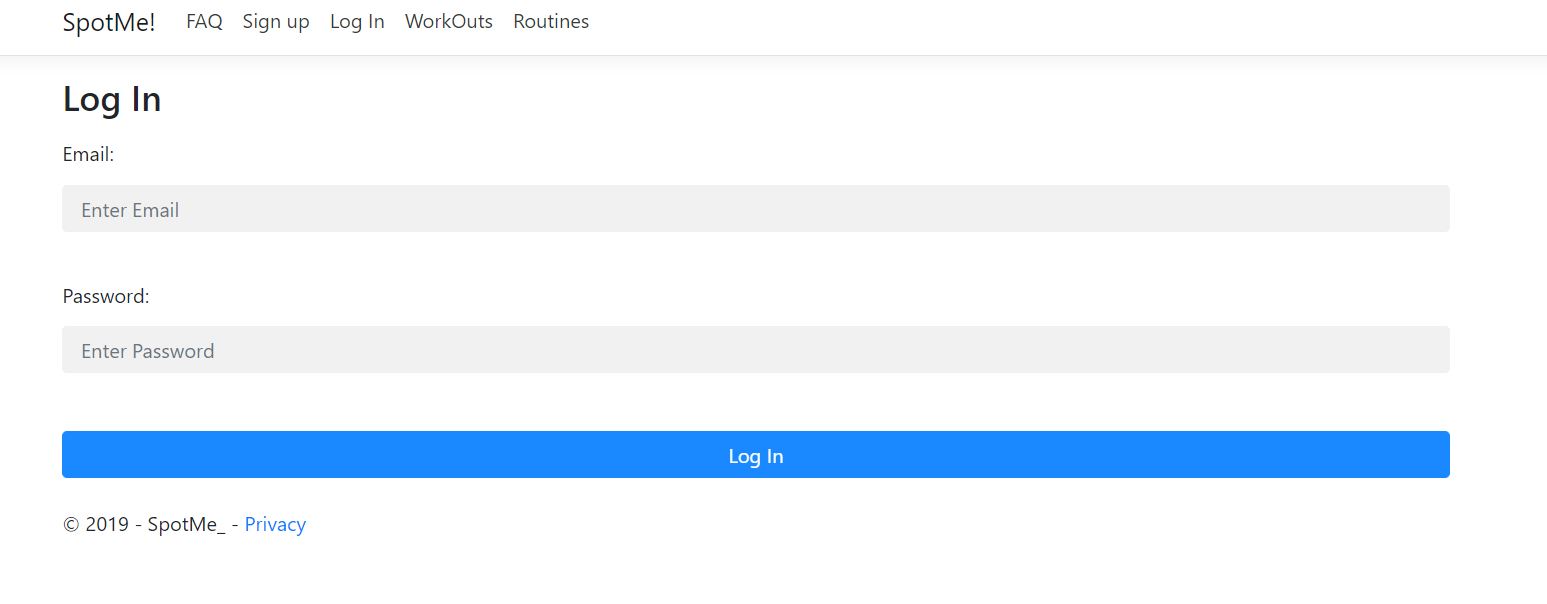 SpotMe! FAQ Sign up Log In WorkOuts Routines
Log In
Email:
Enter Email
Password:
Enter Password
Log In
© 2019 - SpotMe_ - Privacy